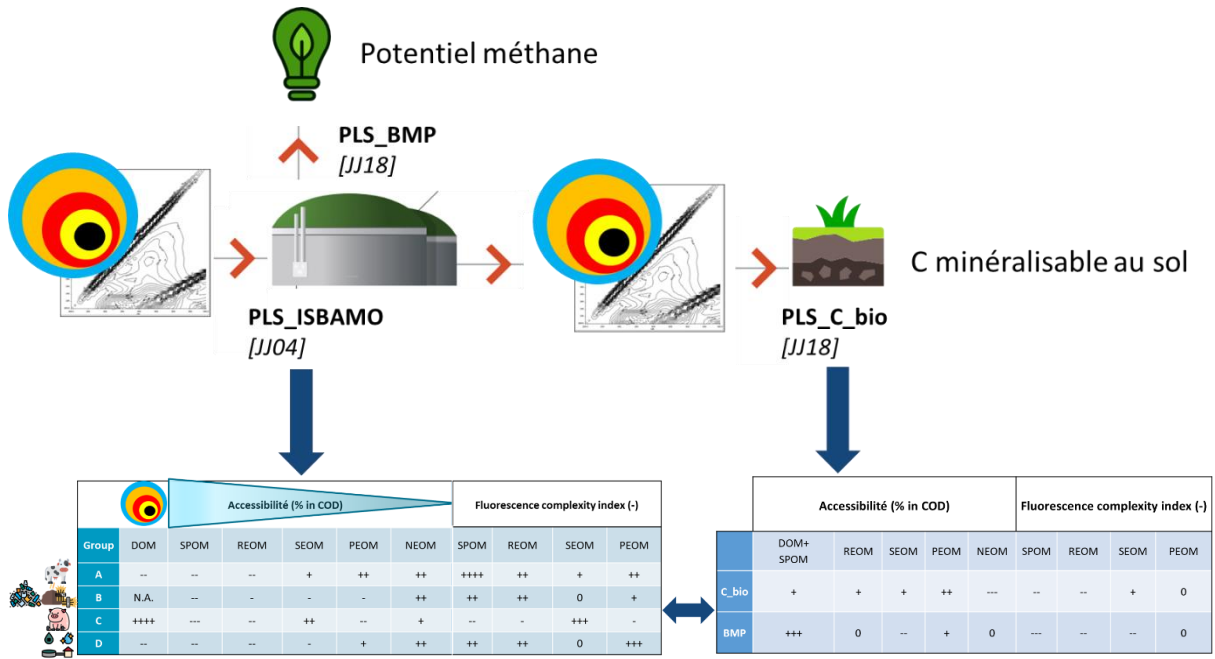 Potentiel méthane
PLS_BMP
[JJ18]
C minéralisable au sol
PLS_ISBAMO
[JJ04]
PLS_C_bio
[JJ18]
Accessibilité (% in COD) Fluorescence complexity index (-)
Group DOM SPOM REOM SEOM PEOM NEOM SPOM REOM SEOM PEOM
A -- -- -- + ++ ++ ++++ ++ + ++
B N.A. -- - - - ++ ++ ++ 0 +
C ++++ --- -- ++ -- + -- - +++ -
D -- -- -- - + ++ ++ ++ 0 +++
Accessibilité (% in COD) Fluorescence complexity index (-)
DOM+
SPOM REOM SEOM PEOM NEOM SPOM REOM SEOM PEOM
C_bio + + + ++ --- -- -- + 0
BMP +++ 0 -- + 0 --- -- -- 0